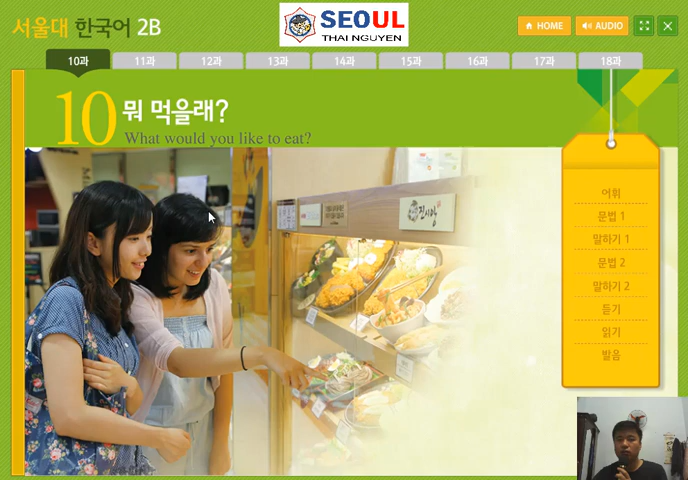 서울대 한국어 2B
SEOUL
THAI NGUYEN
HOME
AUDIO
10과
11과
12과
13과
14과
15과
16과
17과
18과
10 뭐 먹을래?
What would you like to eat?
어휘
문법 1
말하기 1
문법 2
말하기 2
듣기
읽기
발음